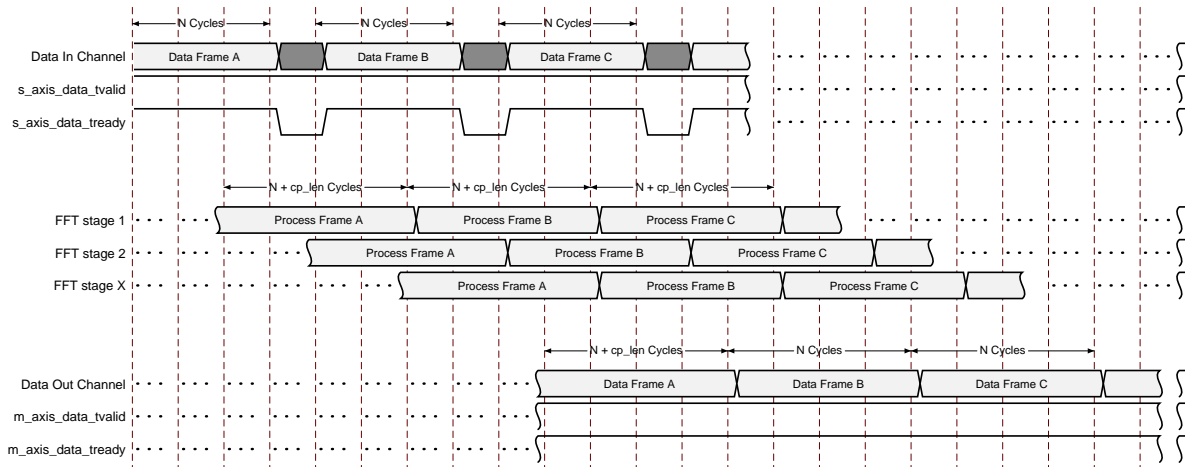 N Cycles N Cycles N Cycles
Data In Channel Data Frame A Data Frame B Data Frame C
s_axis_data_tvalid
s_axis_data_tready
N + cp_len Cycles N + cp_len Cycles N + cp_len Cycles
FFT stage 1 Process Frame A Process Frame B Process Frame C
FFT stage 2 Process Frame A Process Frame B Process Frame C
FFT stage X Process Frame A Process Frame B Process Frame C
N + cp_len Cycles N Cycles N Cycles
Data Out Channel Data Frame A Data Frame B Data Frame C
m_axis_data_tvalid
m_axis_data_tready